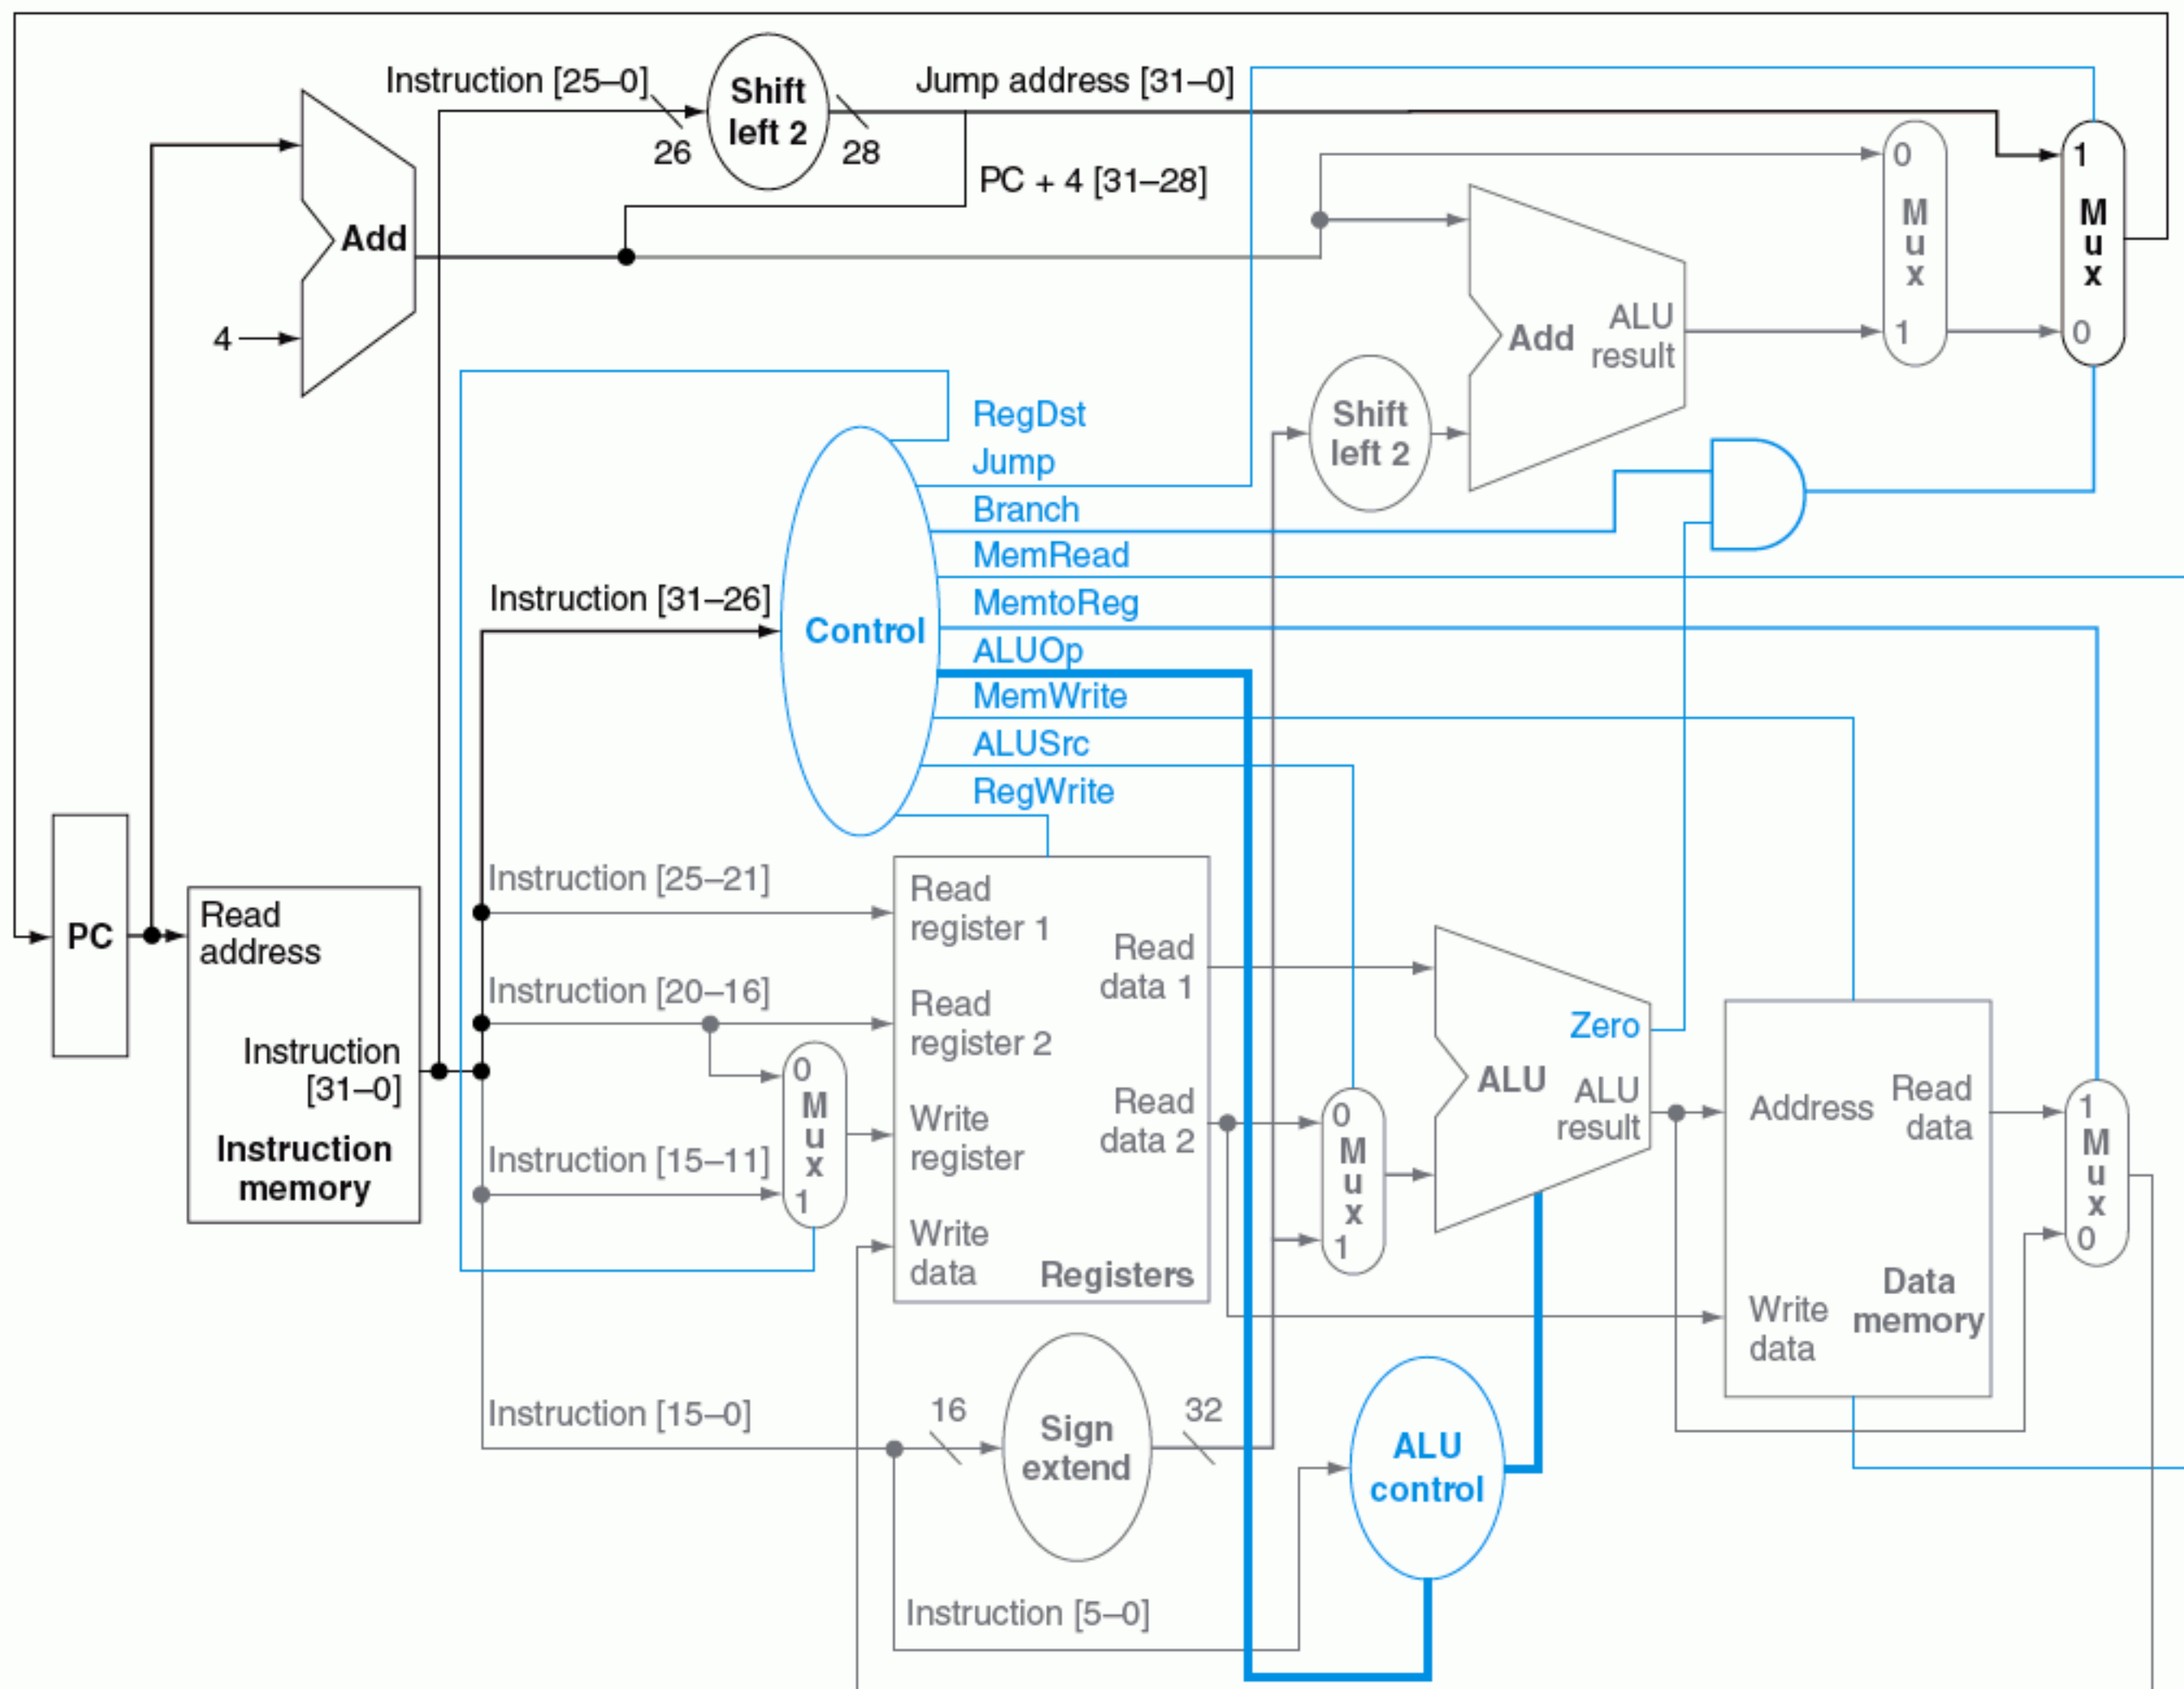 Instruction [25–0]
Shift
left 2
26
28
Jump address [31–0]
PC + 4 [31–28]
Add
4
0
M
u
x
1
1
M
u
x
0
Add
ALU
result
Shift
left 2
RegDst
Jump
Branch
MemRead
MemtoReg
ALUOp
MemWrite
ALUSrc
RegWrite
Control
Instruction [31–26]
PC
Read
address
Instruction
[31–0]
Instruction
memory
Instruction [25–21]
Instruction [20–16]
Instruction [15–11]
0
M
u
x
1
Read
register 1
Read
register 2
Write
register
Write
data
Read
data 1
Read
data 2
Registers
0
M
u
x
1
Zero
ALU
ALU
result
Address
Read
data
Write
data
Data
memory
1
M
u
x
0
Instruction [15–0]
16
Sign
extend
32
ALU
control
Instruction [5–0]